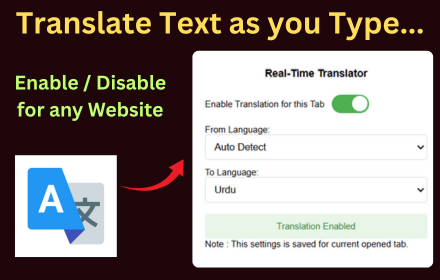 Translate Text as you Type...
Enable / Disable
for any Website
A 文
Real-Time Translator
Enable Translation for this Tab
From Language:
Auto Detect
To Language:
Urdu
Translation Enabled
Note : This settings is saved for current opened tab.